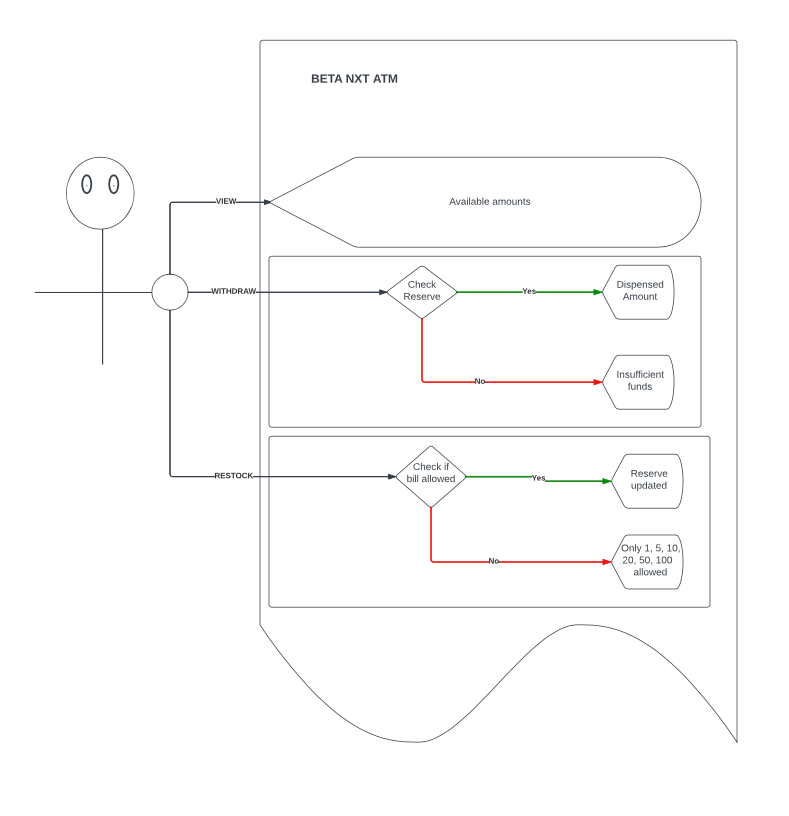 BETA NXT ATM
VIEW
Available amounts
WITHDRAW
Check
Reserve
Yes
Dispensed
Amount
No
Insufficient
funds
RESTOCK
Check if
bill allowed
Yes
Reserve
updated
No
Only 1, 5, 10,
20, 50, 100
allowed